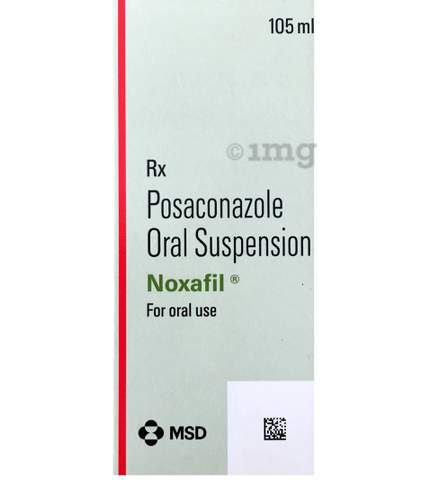 105 ml
©1mg
Rx
Posaconazole
Oral Suspension
Noxafil ®
For oral use
MSD